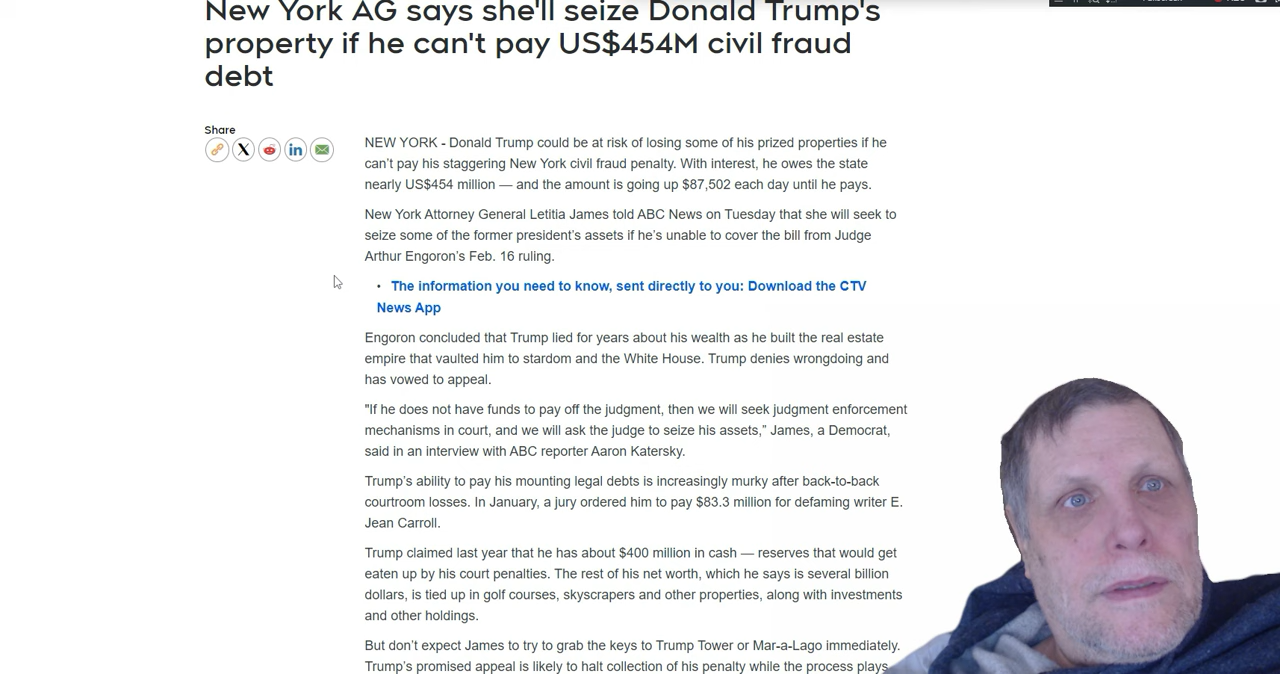 New York AG says she'll seize Donald Trump's
property if he can't pay US$454M civil fraud
debt
Share
NEW YORK - Donald Trump could be at risk of losing some of his prized properties if he
can’t pay his staggering New York civil fraud penalty. With interest, he owes the state
nearly US$454 million — and the amount is going up $87,502 each day until he pays.
New York Attorney General Letitia James told ABC News on Tuesday that she will seek to
seize some of the former president’s assets if he’s unable to cover the bill from Judge
Arthur Engoron’s Feb. 16 ruling.
• The information you need to know, sent directly to you: Download the CTV
News App
Engoron concluded that Trump lied for years about his wealth as he built the real estate
empire that vaulted him to stardom and the White House. Trump denies wrongdoing and
has vowed to appeal.
"If he does not have funds to pay off the judgment, then we will seek judgment enforcement
mechanisms in court, and we will ask the judge to seize his assets,” James, a Democrat,
said in an interview with ABC reporter Aaron Katersky.
Trump’s ability to pay his mounting legal debts is increasingly murky after back-to-back
courtroom losses. In January, a jury ordered him to pay $83.3 million for defaming writer E.
Jean Carroll.
Trump claimed last year that he has about $400 million in cash — reserves that would get
eaten up by his court penalties. The rest of his net worth, which he says is several billion
dollars, is tied up in golf courses, skyscrapers and other properties, along with investments
and other holdings.
But don’t expect James to try to grab the keys to Trump Tower or Mar-a-Lago immediately.
Trump’s promised appeal is likely to halt collection of his penalty while the process plays